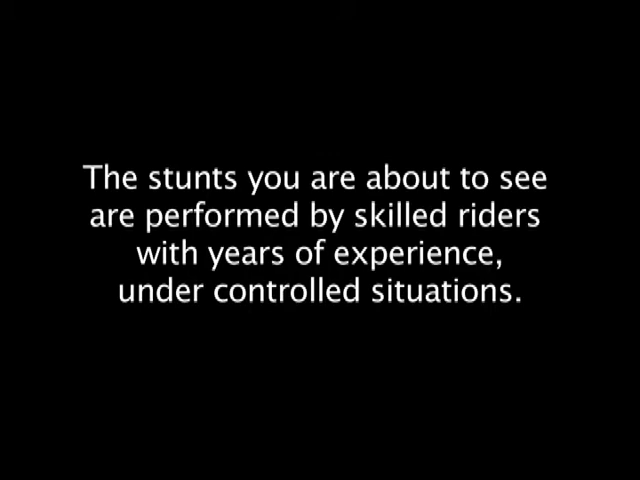 The stunts you are about to see
are performed by skilled riders
with years of experience,
under controlled situations.